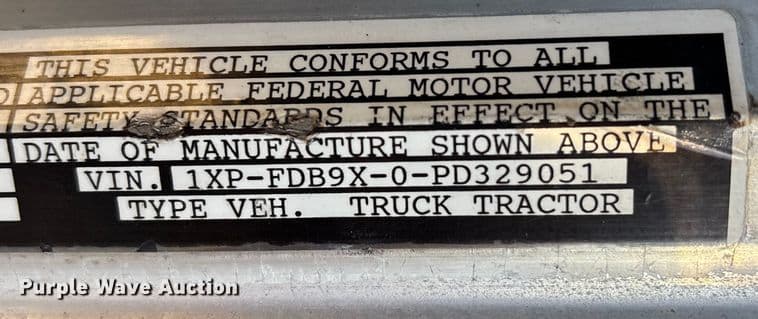 THIS VEHICLE CONFORMS TO ALL
APPLICABLE FEDERAL MOTOR VEHICLE
SAFETY STANDARDS IN EFFECT ON THE
DATE OF MANUFACTURE SHOWN ABOVE
VIN. 1XP-FDB9X-0-PD329051
TYPE VEH. TRUCK TRACTOR
Purple Wave Auction